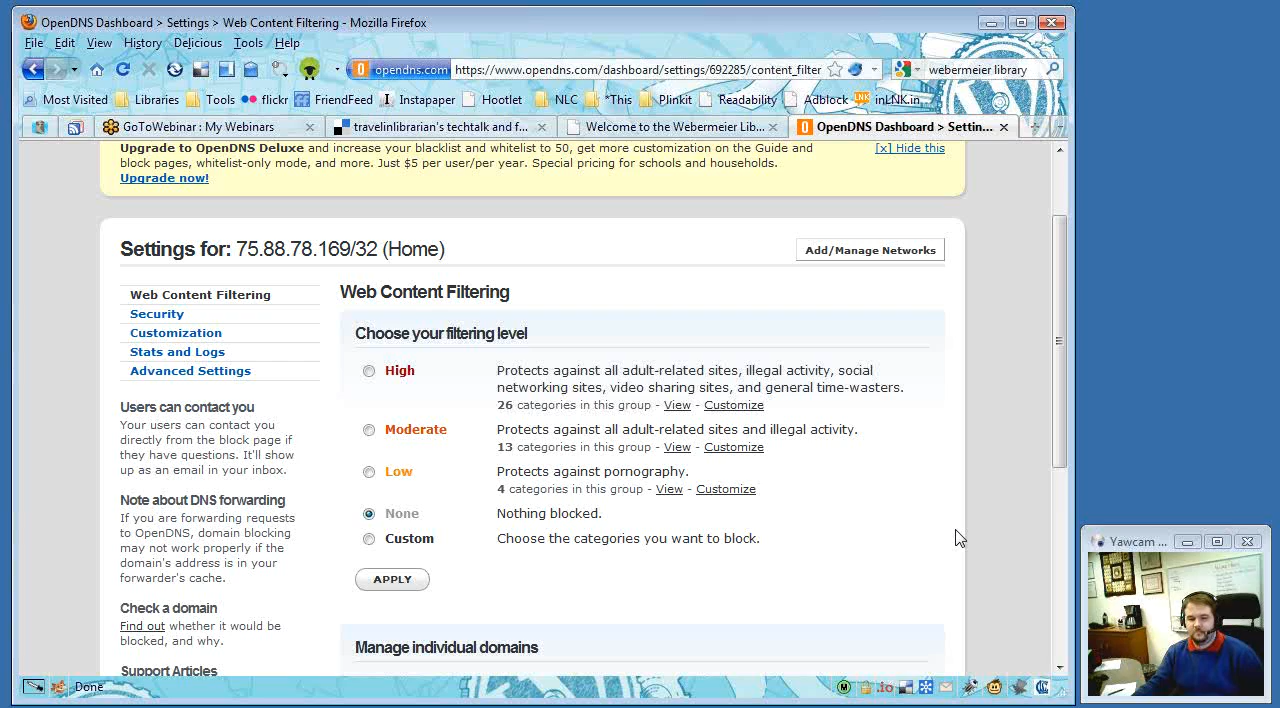 OpenDNS Dashboard > Settings > Web Content Filtering - Mozilla Firefox
File Edit View History Delicious Tools Help
opendns.com https://www.opendns.com/dashboard/settings/692285/content_filter webermeier library
Most Visited Libraries Tools flickr FriendFeed Instapaper Hootlet NLC *This Plinkit Readability Adblock inLNK.in
GoToWebinar : My Webinars travelinlibrarian's techtalk and f... Welcome to the Webermeier Lib... OpenDNS Dashboard > Settin...
Upgrade to OpenDNS Deluxe and increase your blacklist and whitelist to 50, get more customization on the Guide and
block pages, whitelist-only mode, and more. Just $5 per user/per year. Special pricing for schools and households.
Upgrade now!
[x] Hide this
Settings for: 75.88.78.169/32 (Home)
Add/Manage Networks
Web Content Filtering
Security
Customization
Stats and Logs
Advanced Settings
Users can contact you
Your users can contact you
directly from the block page if
they have questions. It'll show
up as an email in your inbox.
Note about DNS forwarding
If you are forwarding requests
to OpenDNS, domain blocking
may not work properly if the
domain's address is in your
forwarder's cache.
Check a domain
Find out whether it would be
blocked, and why.
Support Articles
Web Content Filtering
Choose your filtering level
High Protects against all adult-related sites, illegal activity, social
networking sites, video sharing sites, and general time-wasters.
26 categories in this group - View - Customize
Moderate Protects against all adult-related sites and illegal activity.
13 categories in this group - View - Customize
Low Protects against pornography.
4 categories in this group - View - Customize
None Nothing blocked.
Custom Choose the categories you want to block.
APPLY
Manage individual domains
Done
Yawcam ...